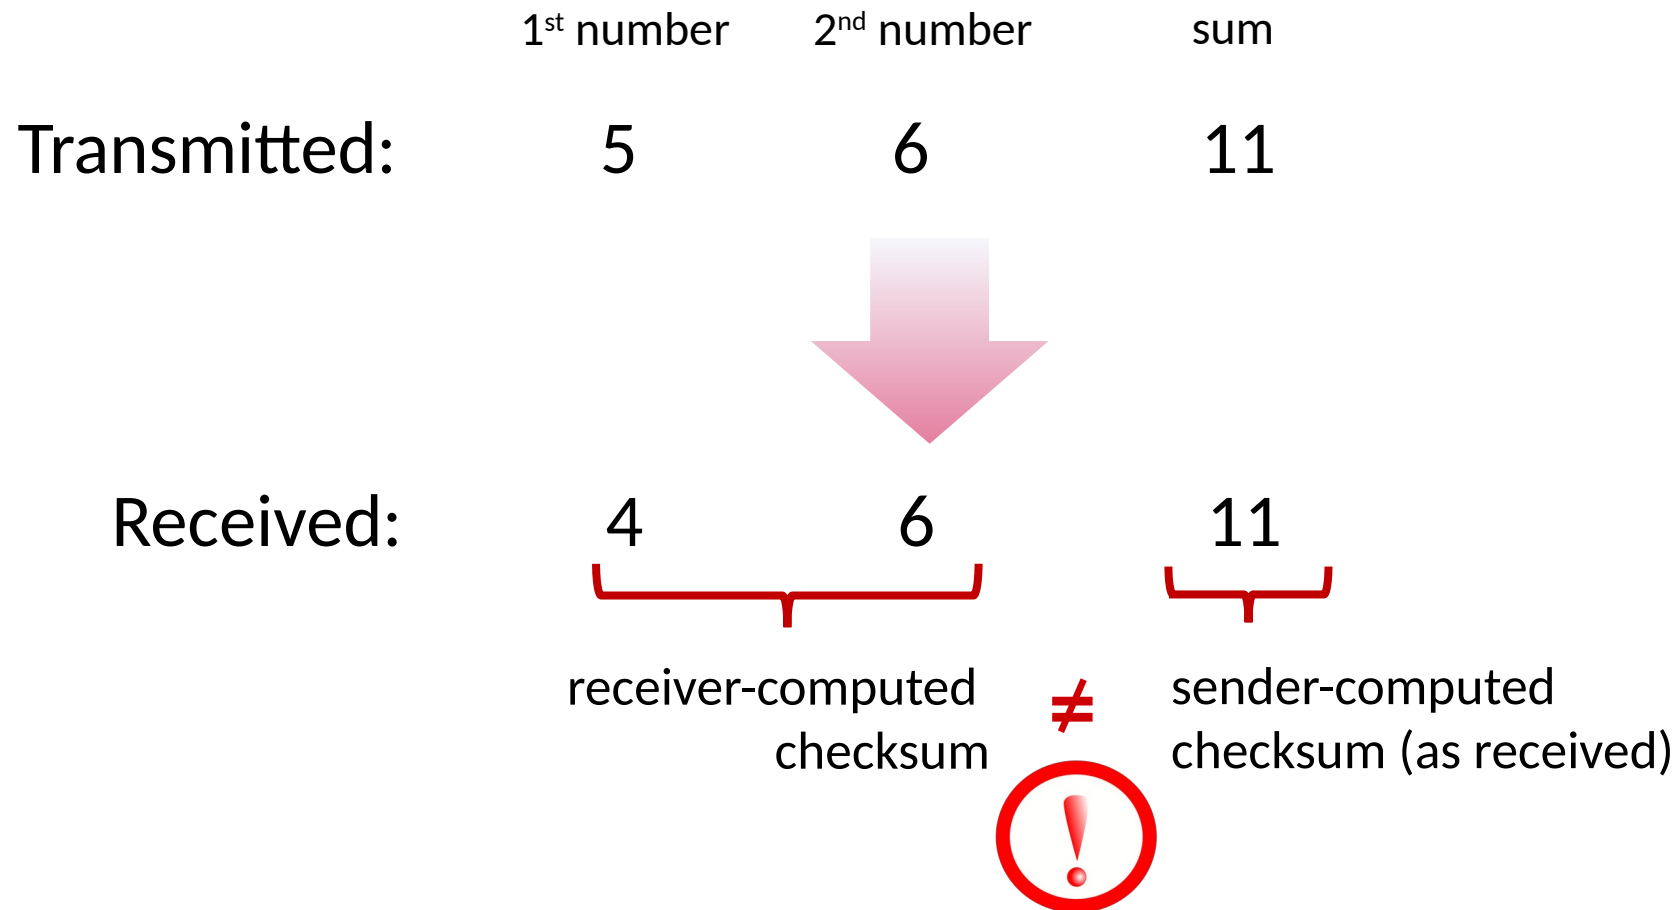 1st number 2nd number sum
Transmitted: 5 6 11
Received: 4 6 11
receiver-computed ≠ sender-computed
checksum checksum (as received)
!